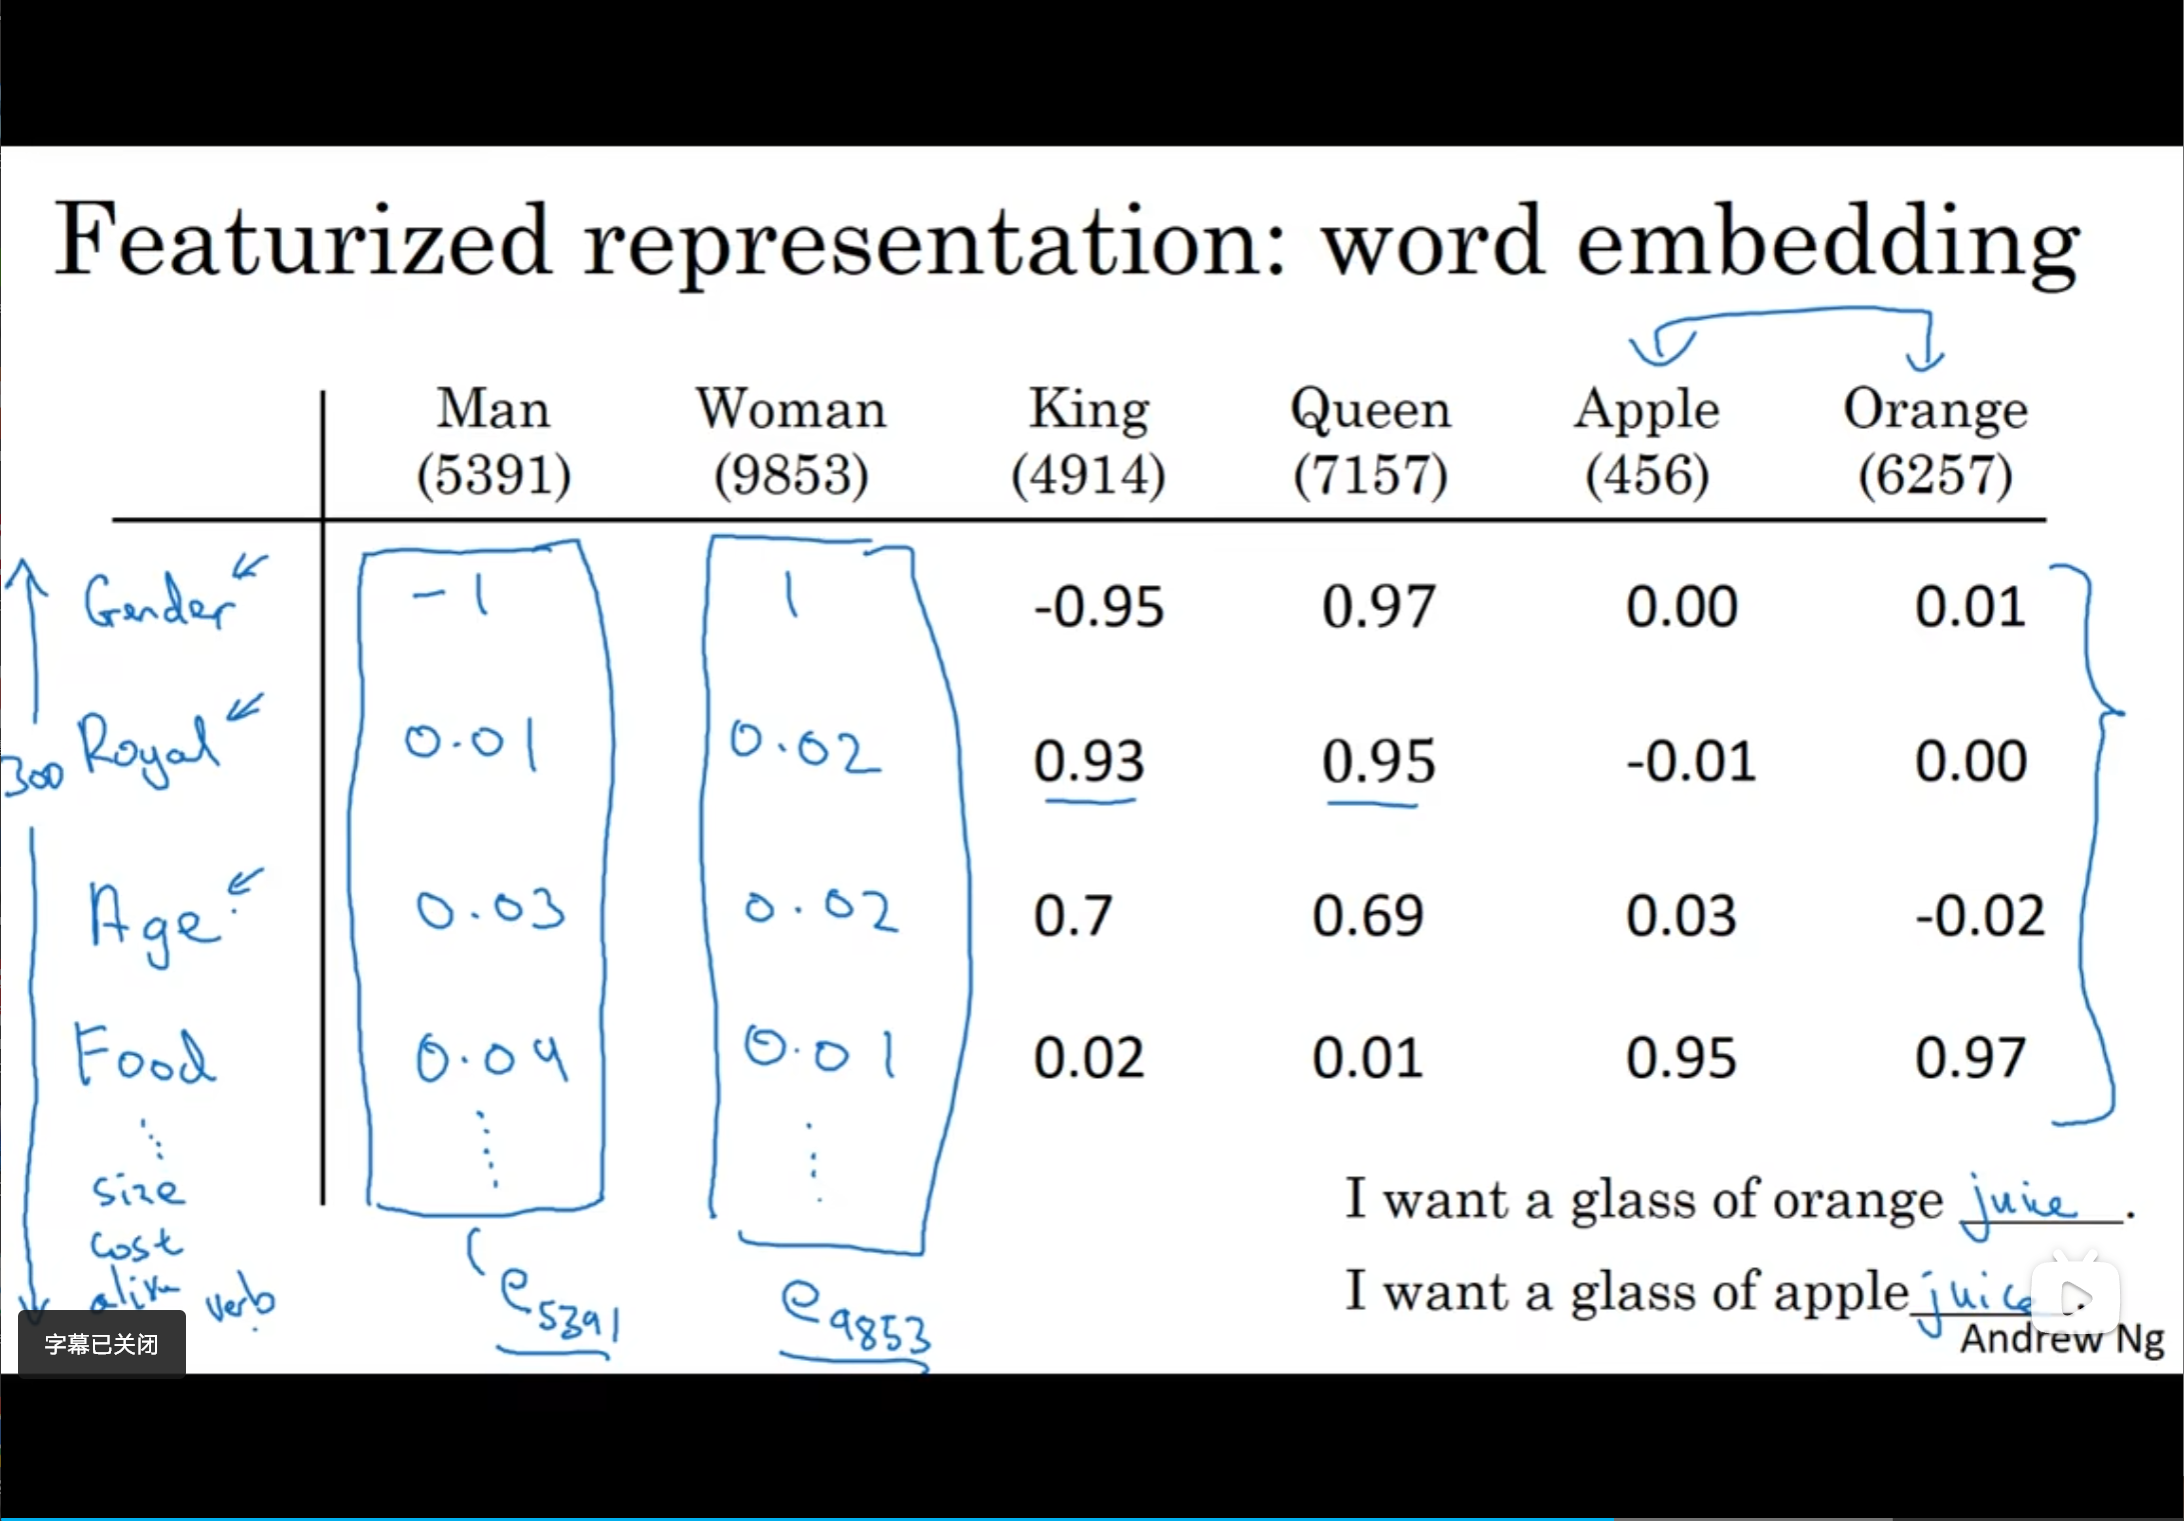 Featurized representation: word embedding
Man Woman King Queen Apple Orange
(5391) (9853) (4914) (7157) (456) (6257)
Gender -1 1 -0.95 0.97 0.00 0.01
300 Royal 0.01 0.02 0.93 0.95 -0.01 0.00
Age 0.03 0.02 0.7 0.69 0.03 -0.02
Food 0.04 0.01 0.02 0.01 0.95 0.97
size
cost
alive verb
e5391 e9853
I want a glass of orange juice.
I want a glass of apple juice.
Andrew Ng
字幕已关闭